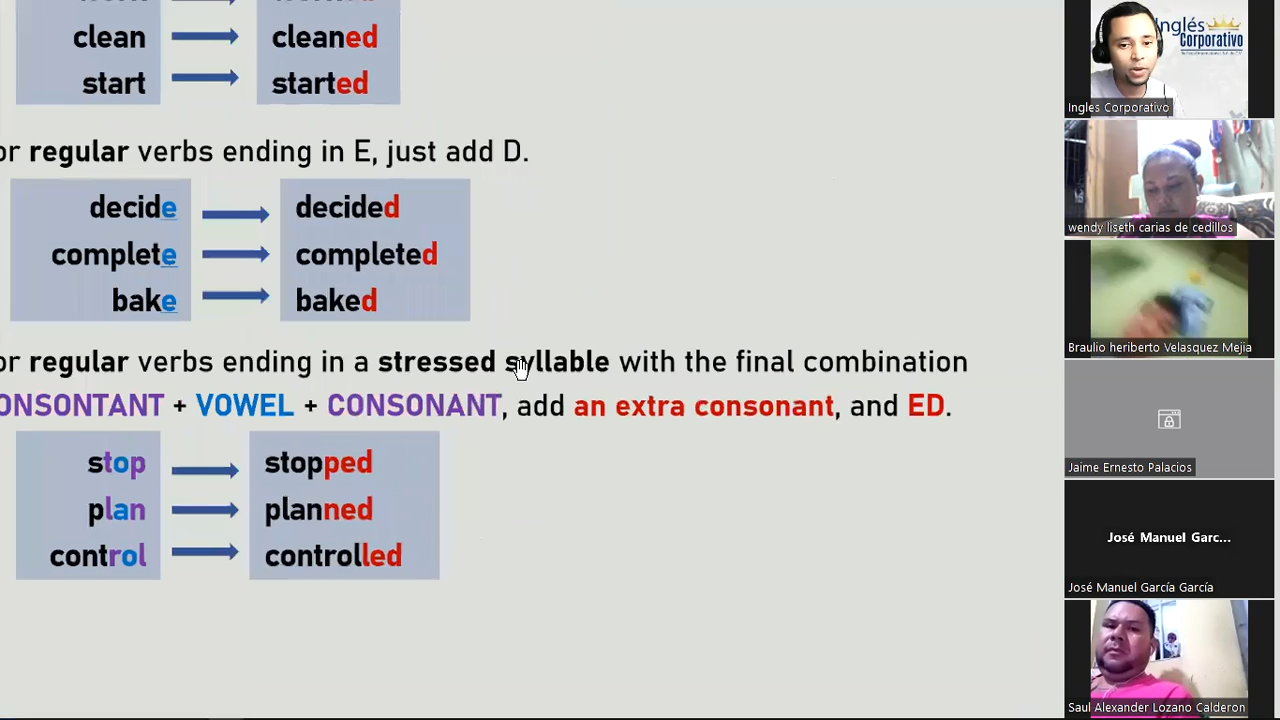 clean cleaned
start started
or regular verbs ending in E, just add D.
decide decided
complete completed
bake baked
or regular verbs ending in a stressed syllable with the final combination
ONSONTANT + VOWEL + CONSONANT, add an extra consonant, and ED.
stop stopped
plan planned
control controlled
Inglés
Corporativo
Ingles Corporativo
wendy liseth carias de cedillos
Braulio heriberto Velasquez Mejia
Jaime Ernesto Palacios
José Manuel Garc...
José Manuel García García
Saul Alexander Lozano Calderon